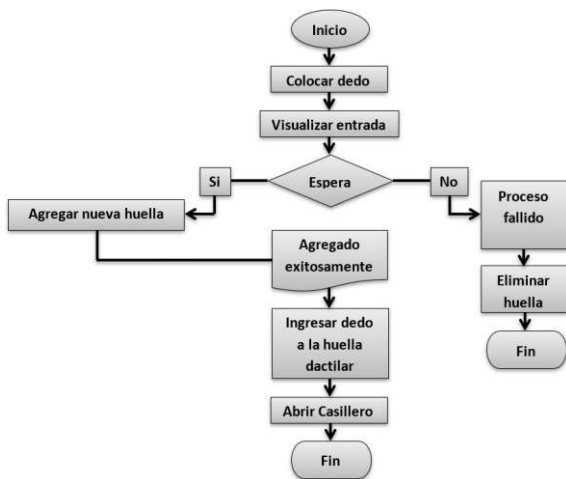 Inicio
Colocar dedo
Visualizar entrada
Si
Espera
No
Agregar nueva huella
Proceso
fallido
Agregado
exitosamente
Eliminar
huella
Ingresar dedo
a la huella
dactilar
Fin
Abrir Casillero
Fin